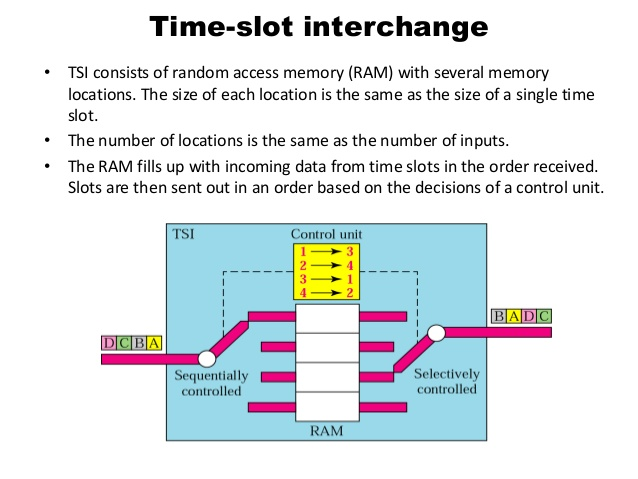 Time-slot interchange
• TSI consists of random access memory (RAM) with several memory
locations. The size of each location is the same as the size of a single time
slot.
• The number of locations is the same as the number of inputs.
• The RAM fills up with incoming data from time slots in the order received.
Slots are then sent out in an order based on the decisions of a control unit.
TSI
Control unit
1 → 3
2 → 4
3 → 1
4 → 2
B A D C
D C B A
Sequentially
controlled
Selectively
controlled
RAM